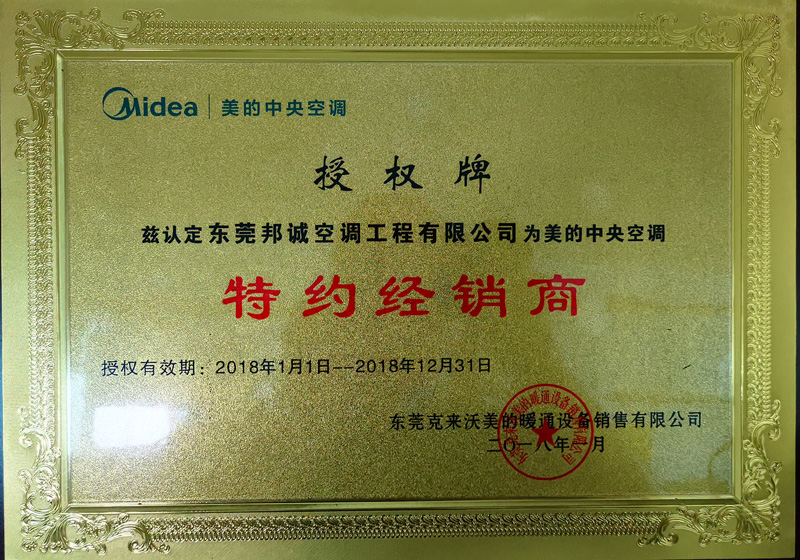 Midea | 美的中央空调
授权牌
兹认定东莞邦诚空调工程有限公司为美的中央空调
特约经销商
授权有效期：2018年1月1日--2018年12月31日
东莞克来沃美的暖通设备销售有限公司
二〇一八年 月